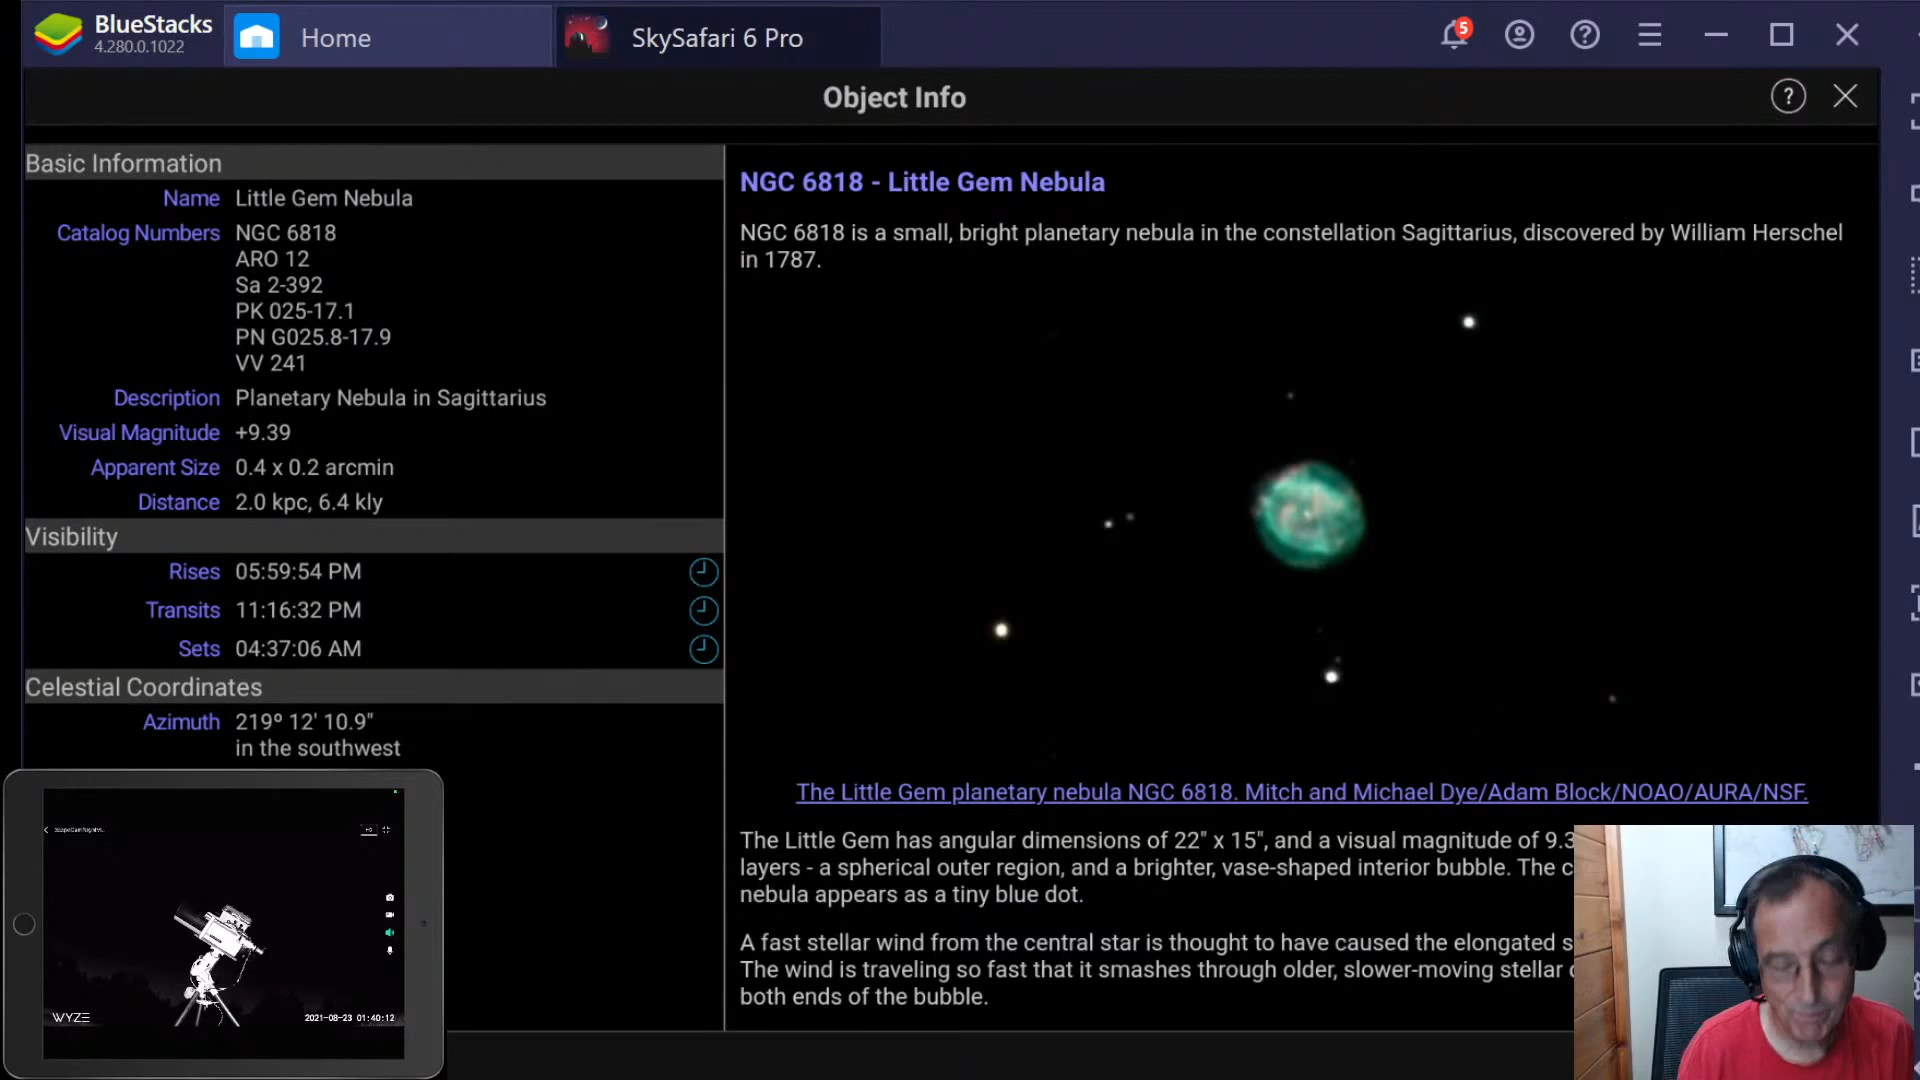 BlueStacks
4.280.0.1022
Home
SkySafari 6 Pro
5
Object Info
Basic Information
Name Little Gem Nebula
Catalog Numbers NGC 6818
ARO 12
Sa 2-392
PK 025-17.1
PN G025.8-17.9
VV 241
Description Planetary Nebula in Sagittarius
Visual Magnitude +9.39
Apparent Size 0.4 x 0.2 arcmin
Distance 2.0 kpc, 6.4 kly
Visibility
Rises 05:59:54 PM
Transits 11:16:32 PM
Sets 04:37:06 AM
Celestial Coordinates
Azimuth 219º 12' 10.9"
in the southwest
NGC 6818 - Little Gem Nebula
NGC 6818 is a small, bright planetary nebula in the constellation Sagittarius, discovered by William Herschel
in 1787.
The Little Gem planetary nebula NGC 6818. Mitch and Michael Dye/Adam Block/NOAO/AURA/NSF.
The Little Gem has angular dimensions of 22" x 15", and a visual magnitude of 9.3
layers - a spherical outer region, and a brighter, vase-shaped interior bubble. The c
nebula appears as a tiny blue dot.
A fast stellar wind from the central star is thought to have caused the elongated s
The wind is traveling so fast that it smashes through older, slower-moving stellar
both ends of the bubble.
HD
WYZE
2021-08-23 01:40:12